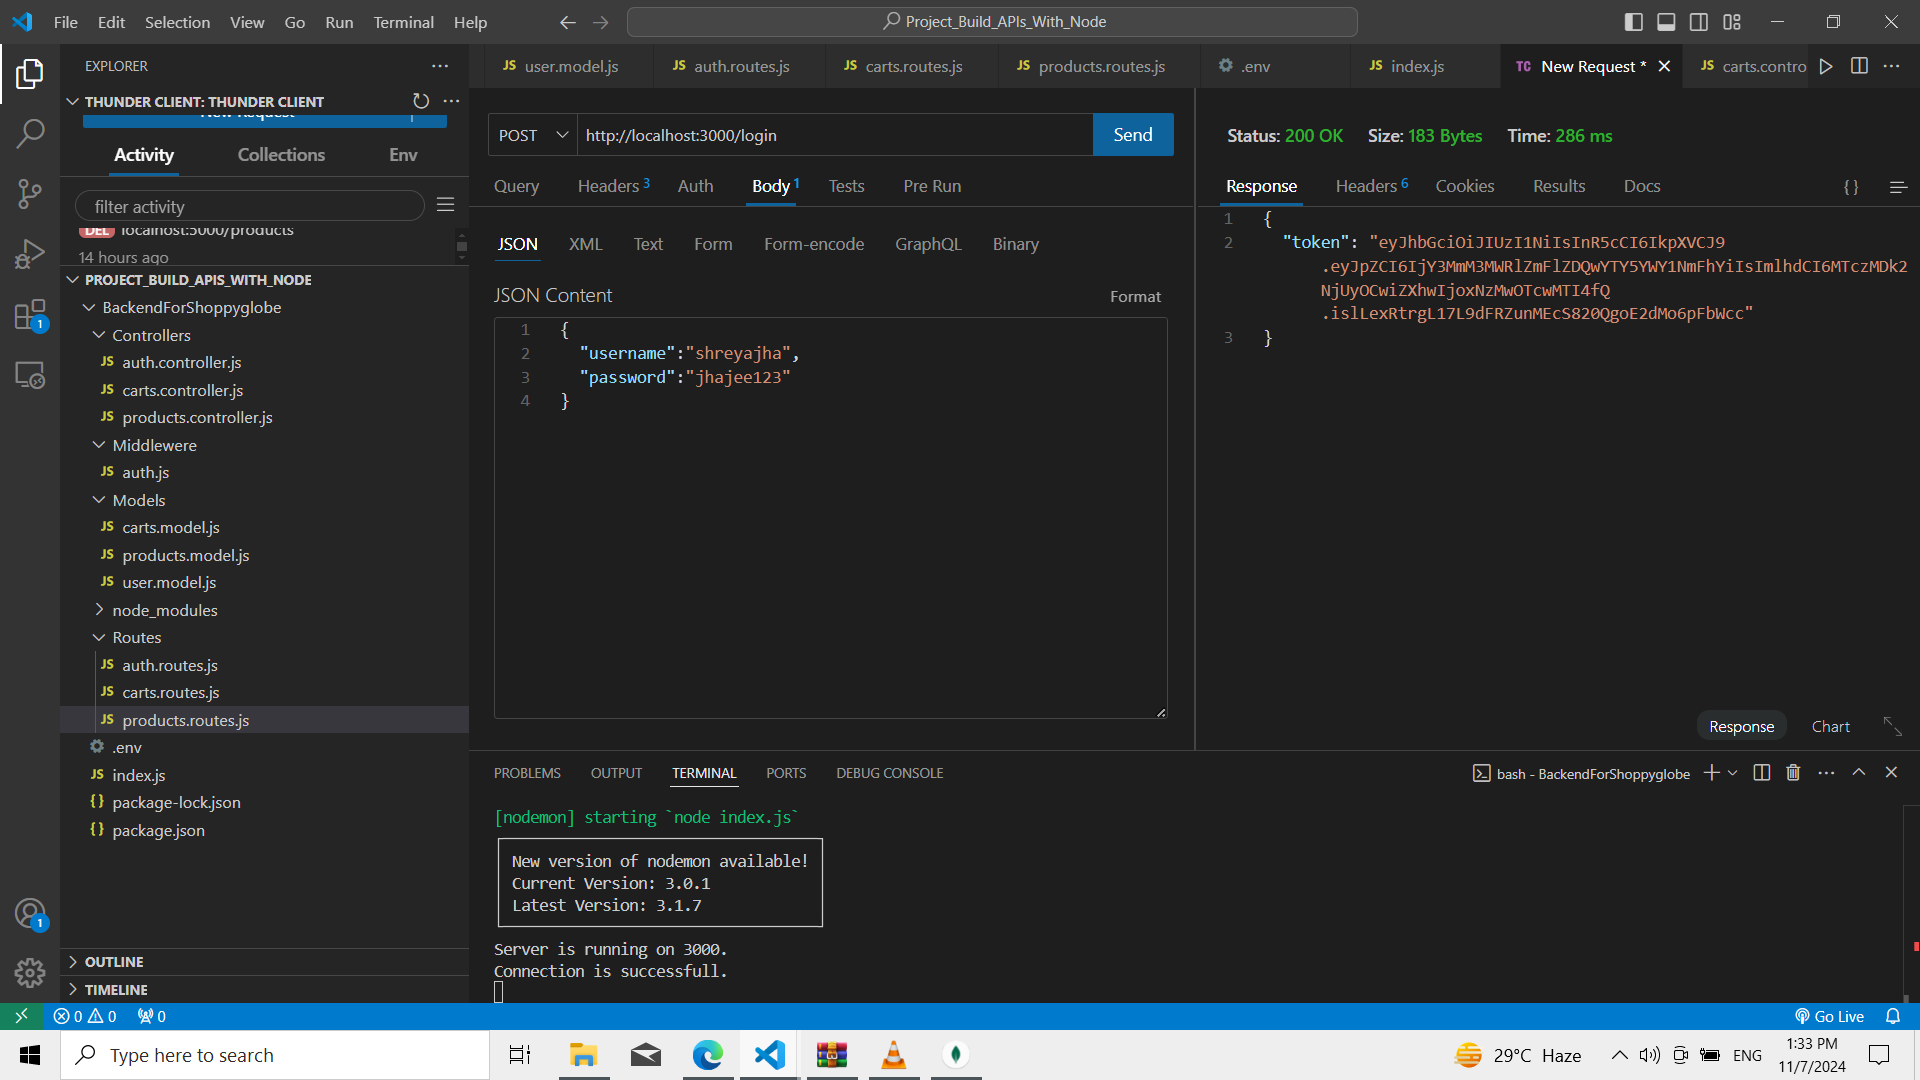 File Edit Selection View Go Run Terminal Help
Project_Build_APIs_With_Node
EXPLORER
THUNDER CLIENT: THUNDER CLIENT
New Request
Activity Collections Env
filter activity
DEL localhost:3000/products
14 hours ago
PROJECT_BUILD_APIS_WITH_NODE
BackendForShoppyglobe
Controllers
JS auth.controller.js
JS carts.controller.js
JS products.controller.js
Middlewere
JS auth.js
Models
JS carts.model.js
JS products.model.js
JS user.model.js
node_modules
Routes
JS auth.routes.js
JS carts.routes.js
JS products.routes.js
.env
JS index.js
{} package-lock.json
{} package.json
OUTLINE
TIMELINE
1
1
JS user.model.js JS auth.routes.js JS carts.routes.js JS products.routes.js .env JS index.js TC New Request * JS carts.contro
POST http://localhost:3000/login Send
Query Headers 3 Auth Body 1 Tests Pre Run
JSON XML Text Form Form-encode GraphQL Binary
JSON Content Format
1 {
2 "username":"shreyajha",
3 "password":"jhajee123"
4 }
Status: 200 OK Size: 183 Bytes Time: 286 ms
Response Headers 6 Cookies Results Docs {}
1 {
2 "token": "eyJhbGciOiJIUzI1NiIsInR5cCI6IkpXVCJ9
.eyJpZCI6IjY3MmM3MWRlZmFlZDQwYTY5YWY1NmFhYiIsImlhdCI6MTczMDk2
NjUyOCwiZXhwIjoxNzMwOTcwMTI4fQ
.islLexRtrgL17L9dFRZunMEcS820QgoE2dMo6pFbWcc"
3 }
Response Chart
PROBLEMS OUTPUT TERMINAL PORTS DEBUG CONSOLE
bash - BackendForShoppyglobe
[nodemon] starting `node index.js`
New version of nodemon available!
Current Version: 3.0.1
Latest Version: 3.1.7
Server is running on 3000.
Connection is successfull.
0 0 0 Go Live
Type here to search
29°C Haze ENG
1:33 PM
11/7/2024